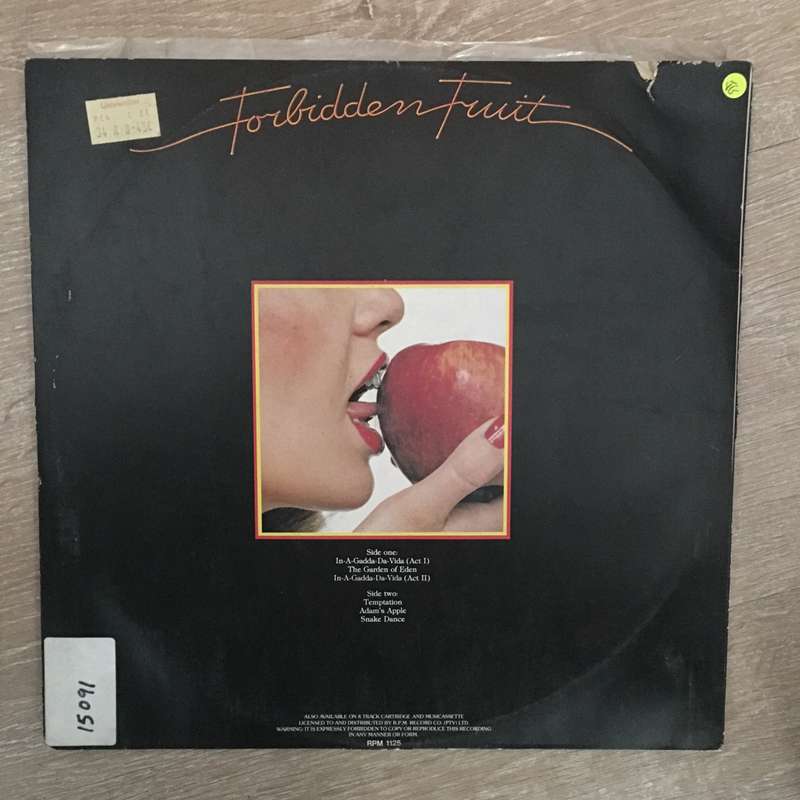 Forbidden Fruit
Side one:
In-A-Gadda-Da-Vida (Act I)
The Garden of Eden
In-A-Gadda-Da-Vida (Act II)
Side two:
Temptation
Adam's Apple
Snake Dance
15091
ALSO AVAILABLE ON 8 TRACK CARTRIDGE AND MUSICASSETTE
LICENSED TO AND DISTRIBUTED BY R.P.M. RECORD CO. (PTY) LTD.
WARNING: IT IS EXPRESSLY FORBIDDEN TO COPY OR REPRODUCE THIS RECORDING
IN ANY MANNER OR FORM.
RPM 1125